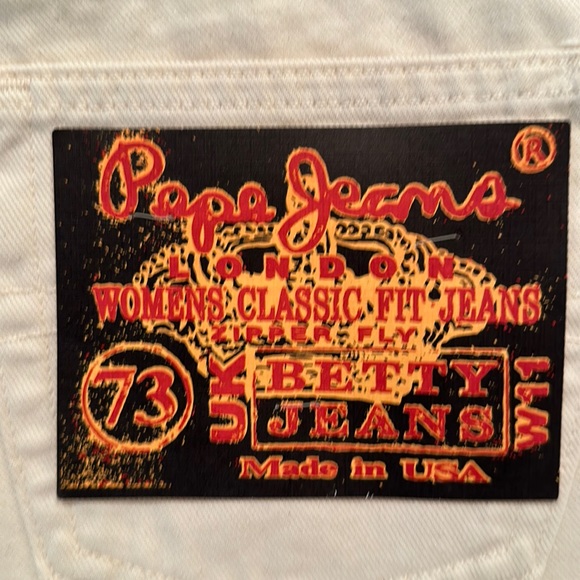 Pepe Jeans ®
LONDON
WOMENS CLASSIC FIT JEANS
ZIPPER FLY
73 UK BETTY JEANS W11
Made in USA